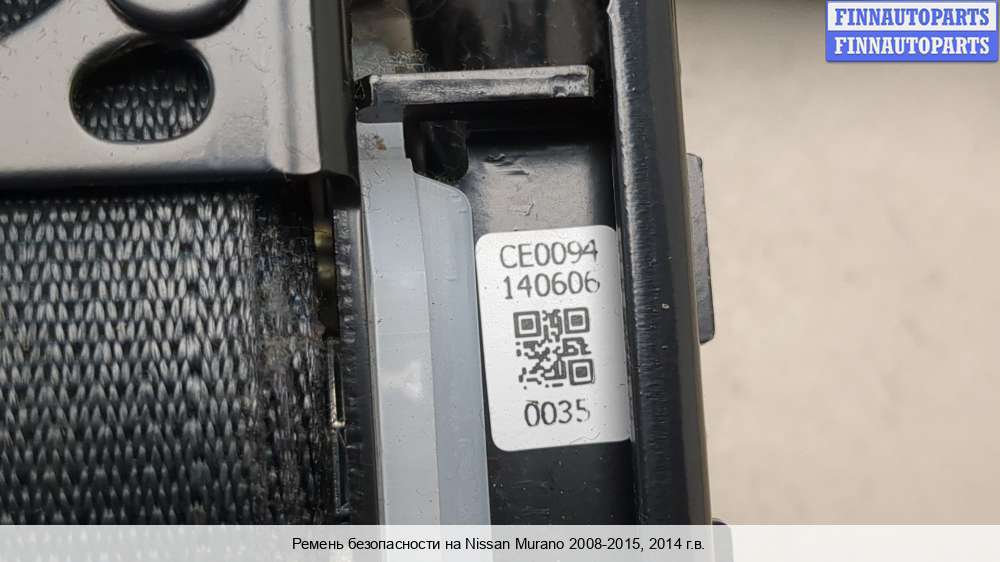 FINNAUTOPARTS
FINNAUTOPARTS
CE0094
140606
0035
Ремень безопасности на Nissan Murano 2008-2015, 2014 г.в.